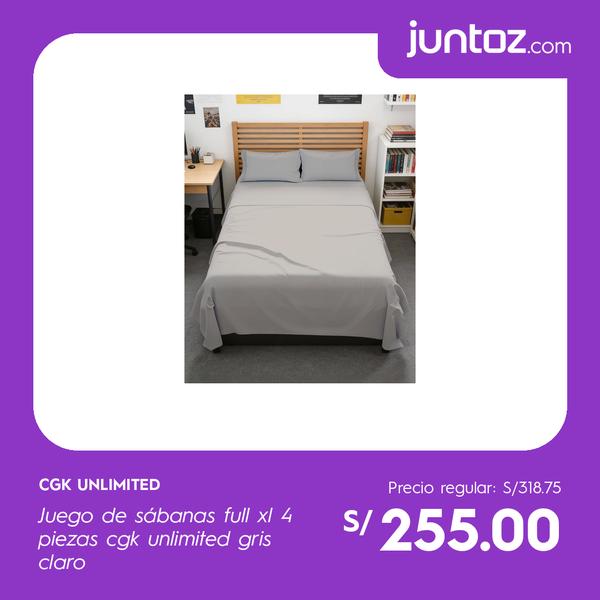 juntoz.com
CGK UNLIMITED
Juego de sábanas full xl 4
piezas cgk unlimited gris
claro
Precio regular: S/318.75
S/ 255.00